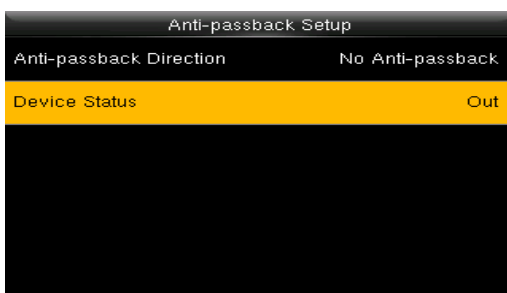 Anti-passback Setup
Anti-passback Direction No Anti-passback
Device Status Out